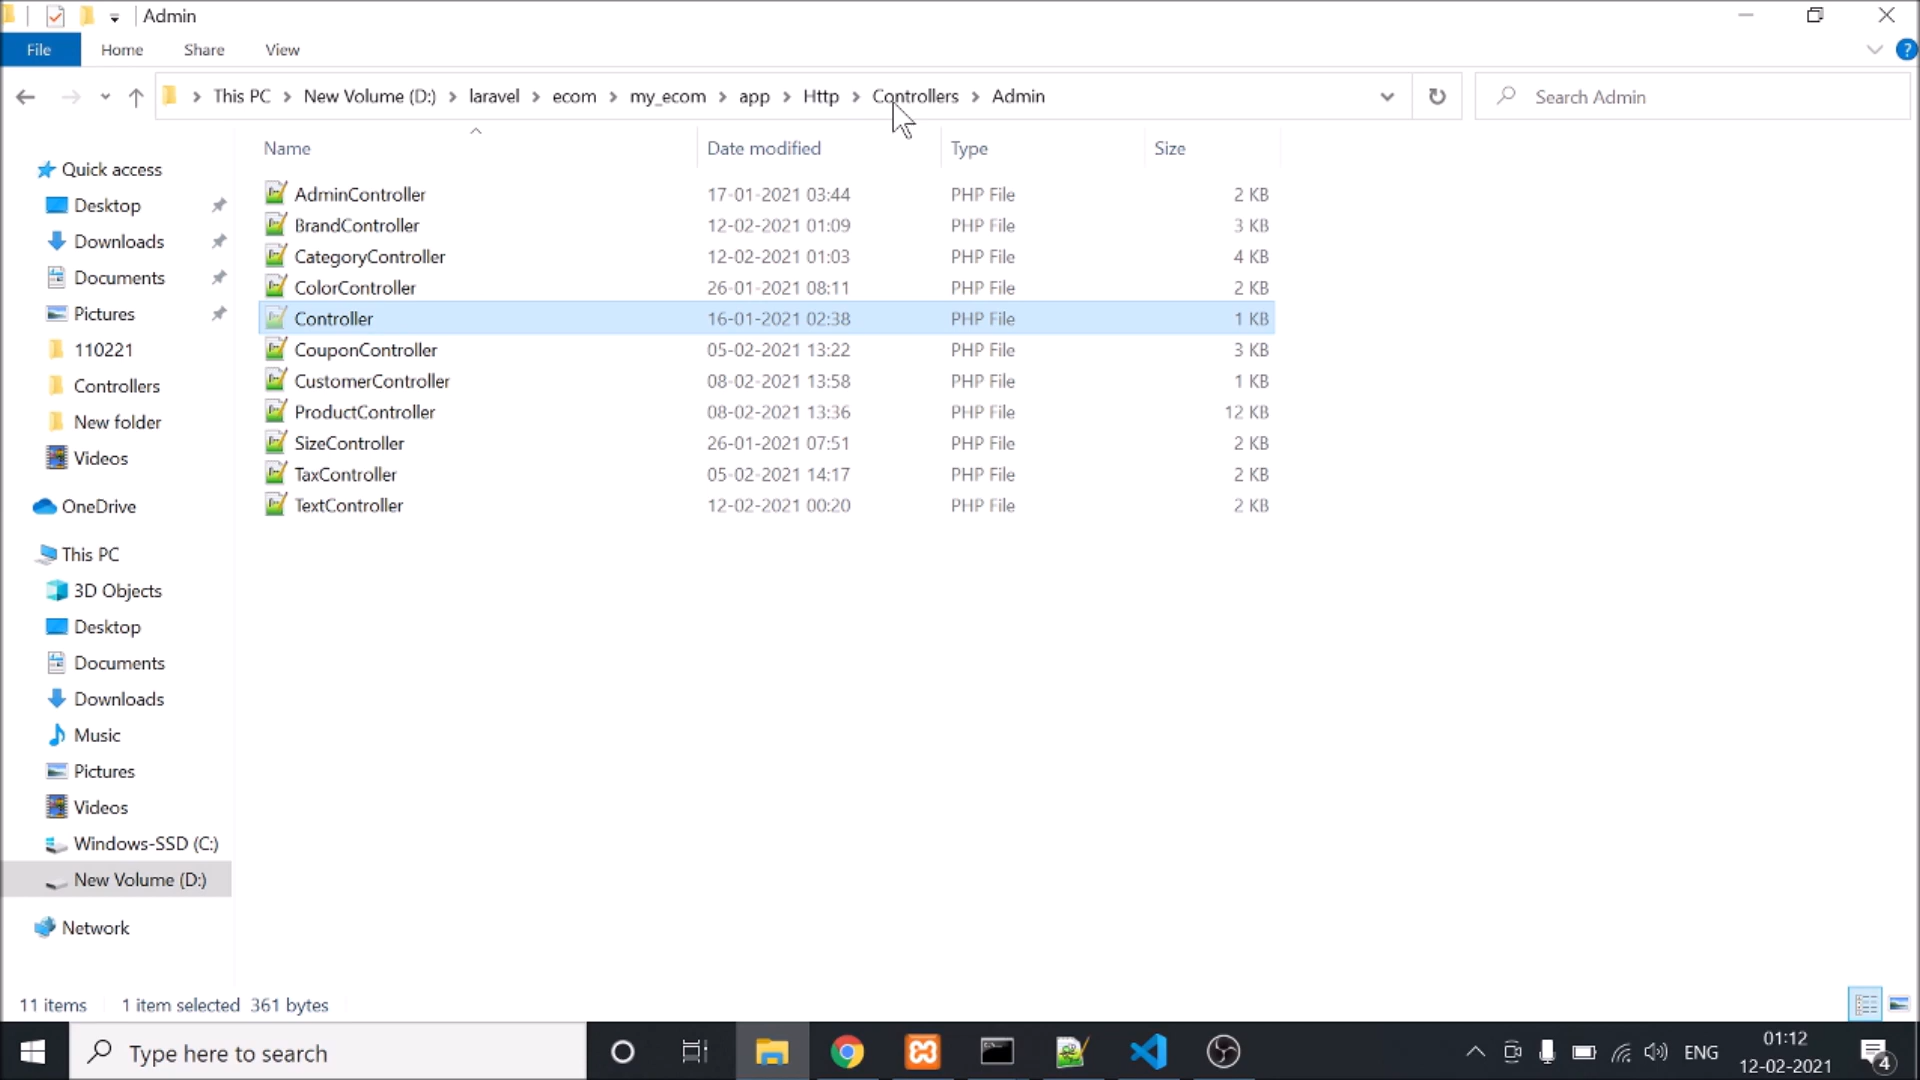 Admin
File Home Share View
This PC New Volume (D:) laravel ecom my_ecom app Http Controllers Admin
Search Admin
Name Date modified Type Size
AdminController 17-01-2021 03:44 PHP File 2 KB
BrandController 12-02-2021 01:09 PHP File 3 KB
CategoryController 12-02-2021 01:03 PHP File 4 KB
ColorController 26-01-2021 08:11 PHP File 2 KB
Controller 16-01-2021 02:38 PHP File 1 KB
CouponController 05-02-2021 13:22 PHP File 3 KB
CustomerController 08-02-2021 13:58 PHP File 1 KB
ProductController 08-02-2021 13:36 PHP File 12 KB
SizeController 26-01-2021 07:51 PHP File 2 KB
TaxController 05-02-2021 14:17 PHP File 2 KB
TextController 12-02-2021 00:20 PHP File 2 KB
Quick access
Desktop
Downloads
Documents
Pictures
110221
Controllers
New folder
Videos
OneDrive
This PC
3D Objects
Desktop
Documents
Downloads
Music
Pictures
Videos
Windows-SSD (C:)
New Volume (D:)
Network
11 items 1 item selected 361 bytes
Type here to search
ENG
01:12
12-02-2021
4